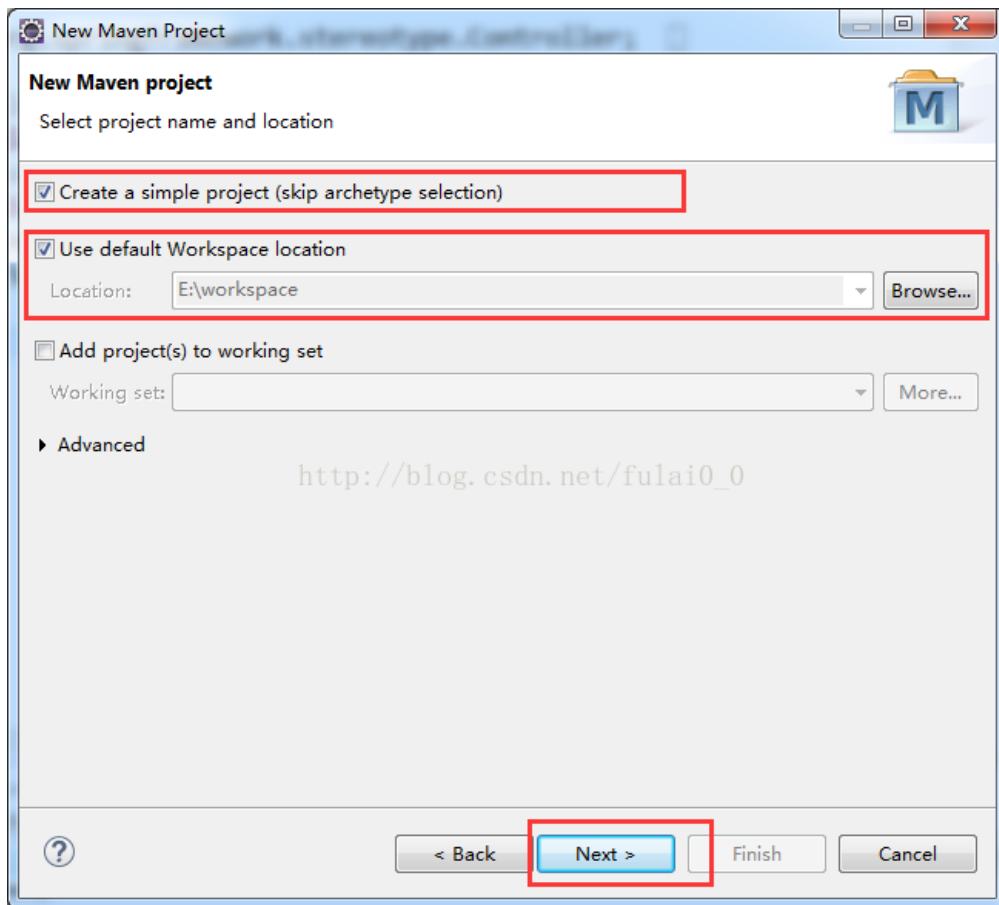 New Maven Project
New Maven project
Select project name and location
M
Create a simple project (skip archetype selection)
Use default Workspace location
Location: E:\workspace Browse...
Add project(s) to working set
Working set: More...
Advanced
http://blog.csdn.net/fulai0_0
? < Back Next > Finish Cancel